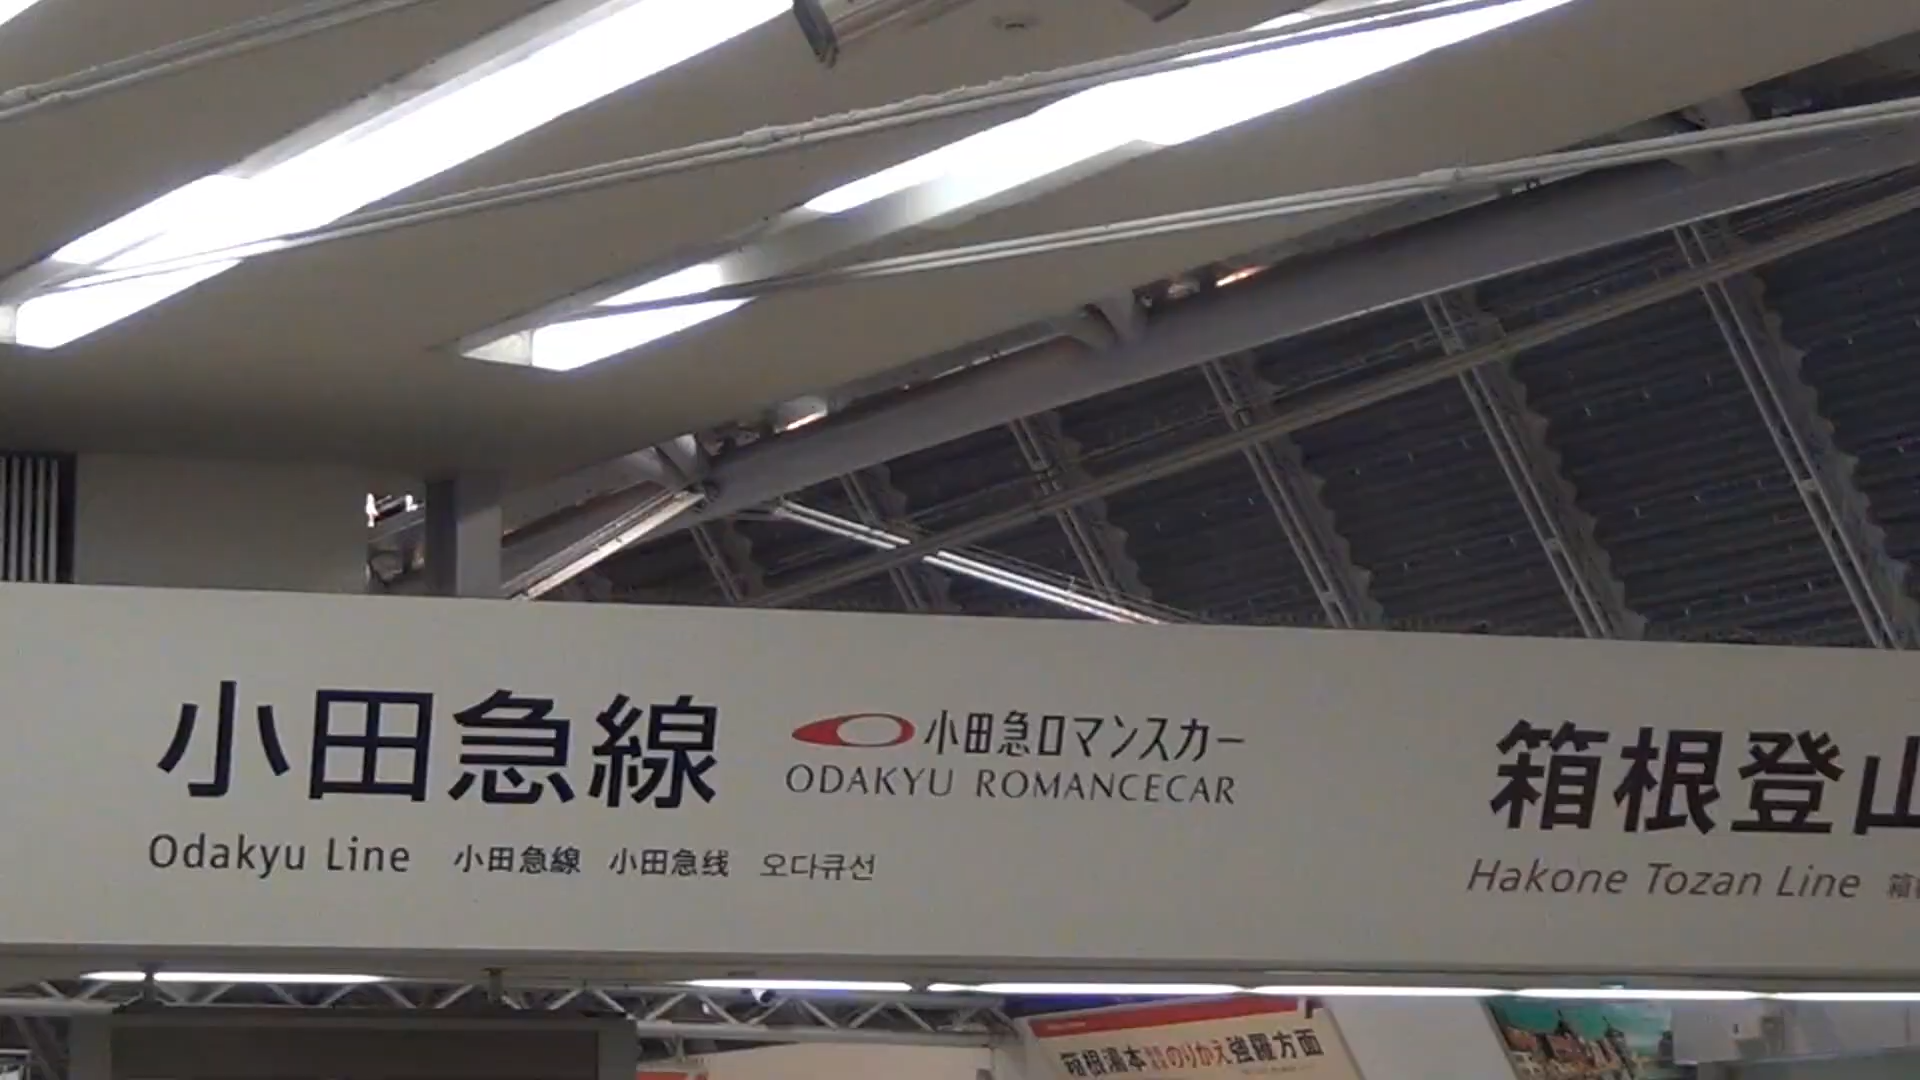 小田急線
小田急ロマンスカー
ODAKYU ROMANCECAR
Odakyu Line 小田急線 小田急线 오다큐선
箱根登山
Hakone Tozan Line 箱
箱根湯本 のりかえ 強羅方面